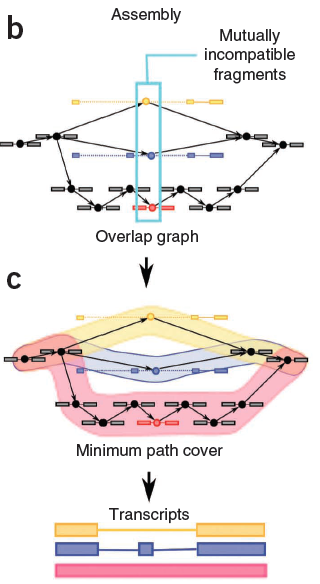 Assembly
b
Mutually
incompatible
fragments
Overlap graph
c
Minimum path cover
Transcripts